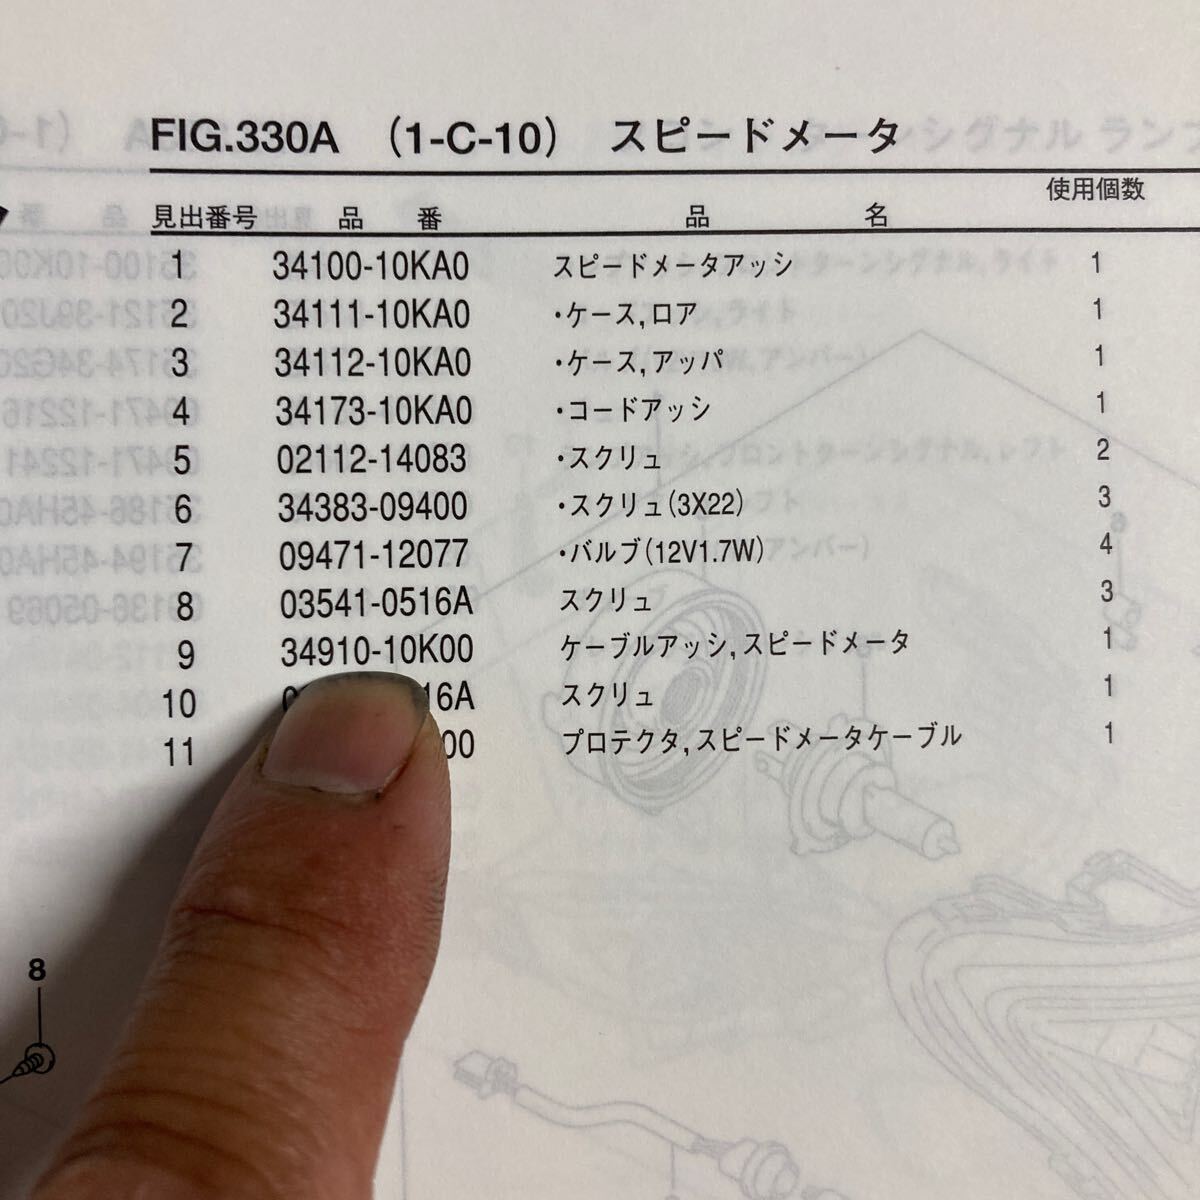 FIG.330A (1-C-10) スピードメータ
見出番号 品番 品名 使用個数
1 34100-10KA0 スピードメータアッシ 1
2 34111-10KA0 ・ケース,ロア 1
3 34112-10KA0 ・ケース,アッパ 1
4 34173-10KA0 ・コードアッシ 1
5 02112-14083 ・スクリュ 2
6 34383-09400 ・スクリュ(3X22) 3
7 09471-12077 ・バルブ(12V1.7W) 4
8 03541-0516A スクリュ 3
9 34910-10K00 ケーブルアッシ,スピードメータ 1
10 16A スクリュ 1
11 00 プロテクタ,スピードメータケーブル 1
8